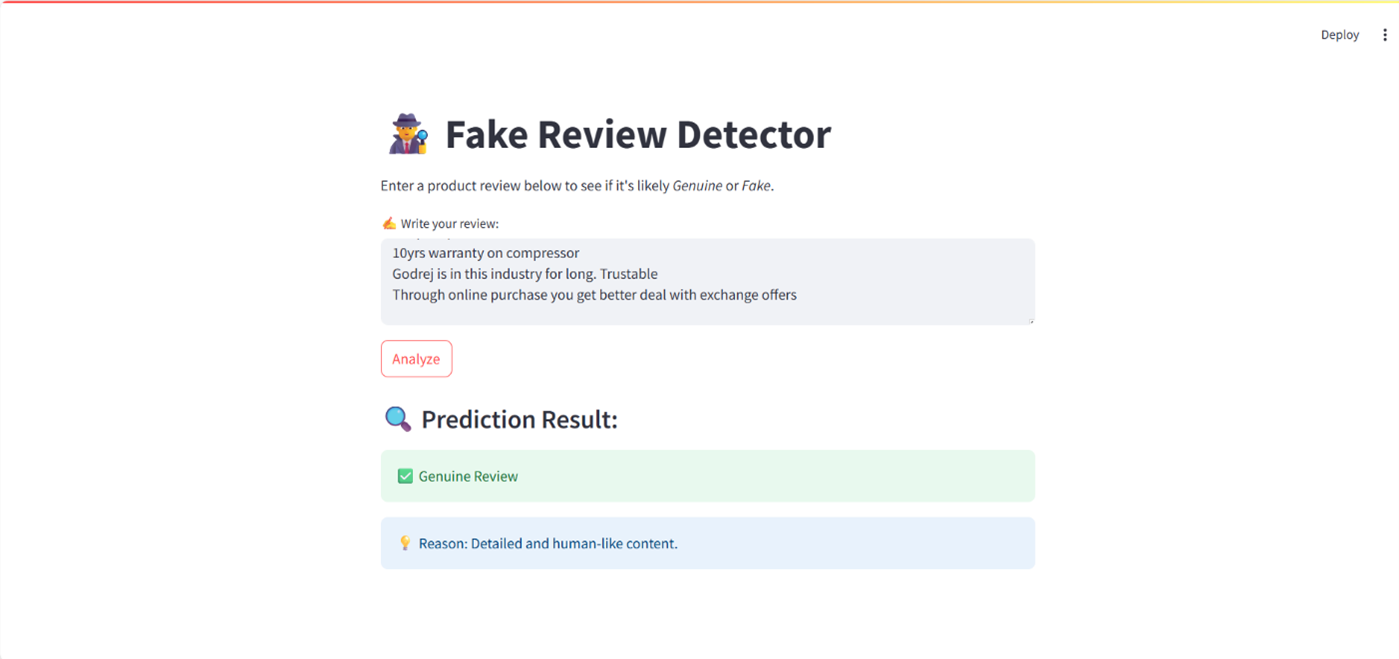 Deploy
Fake Review Detector
Enter a product review below to see if it's likely Genuine or Fake.
Write your review:
10yrs warranty on compressor
Godrej is in this industry for long. Trustable
Through online purchase you get better deal with exchange offers
Analyze
Prediction Result:
Genuine Review
Reason: Detailed and human-like content.